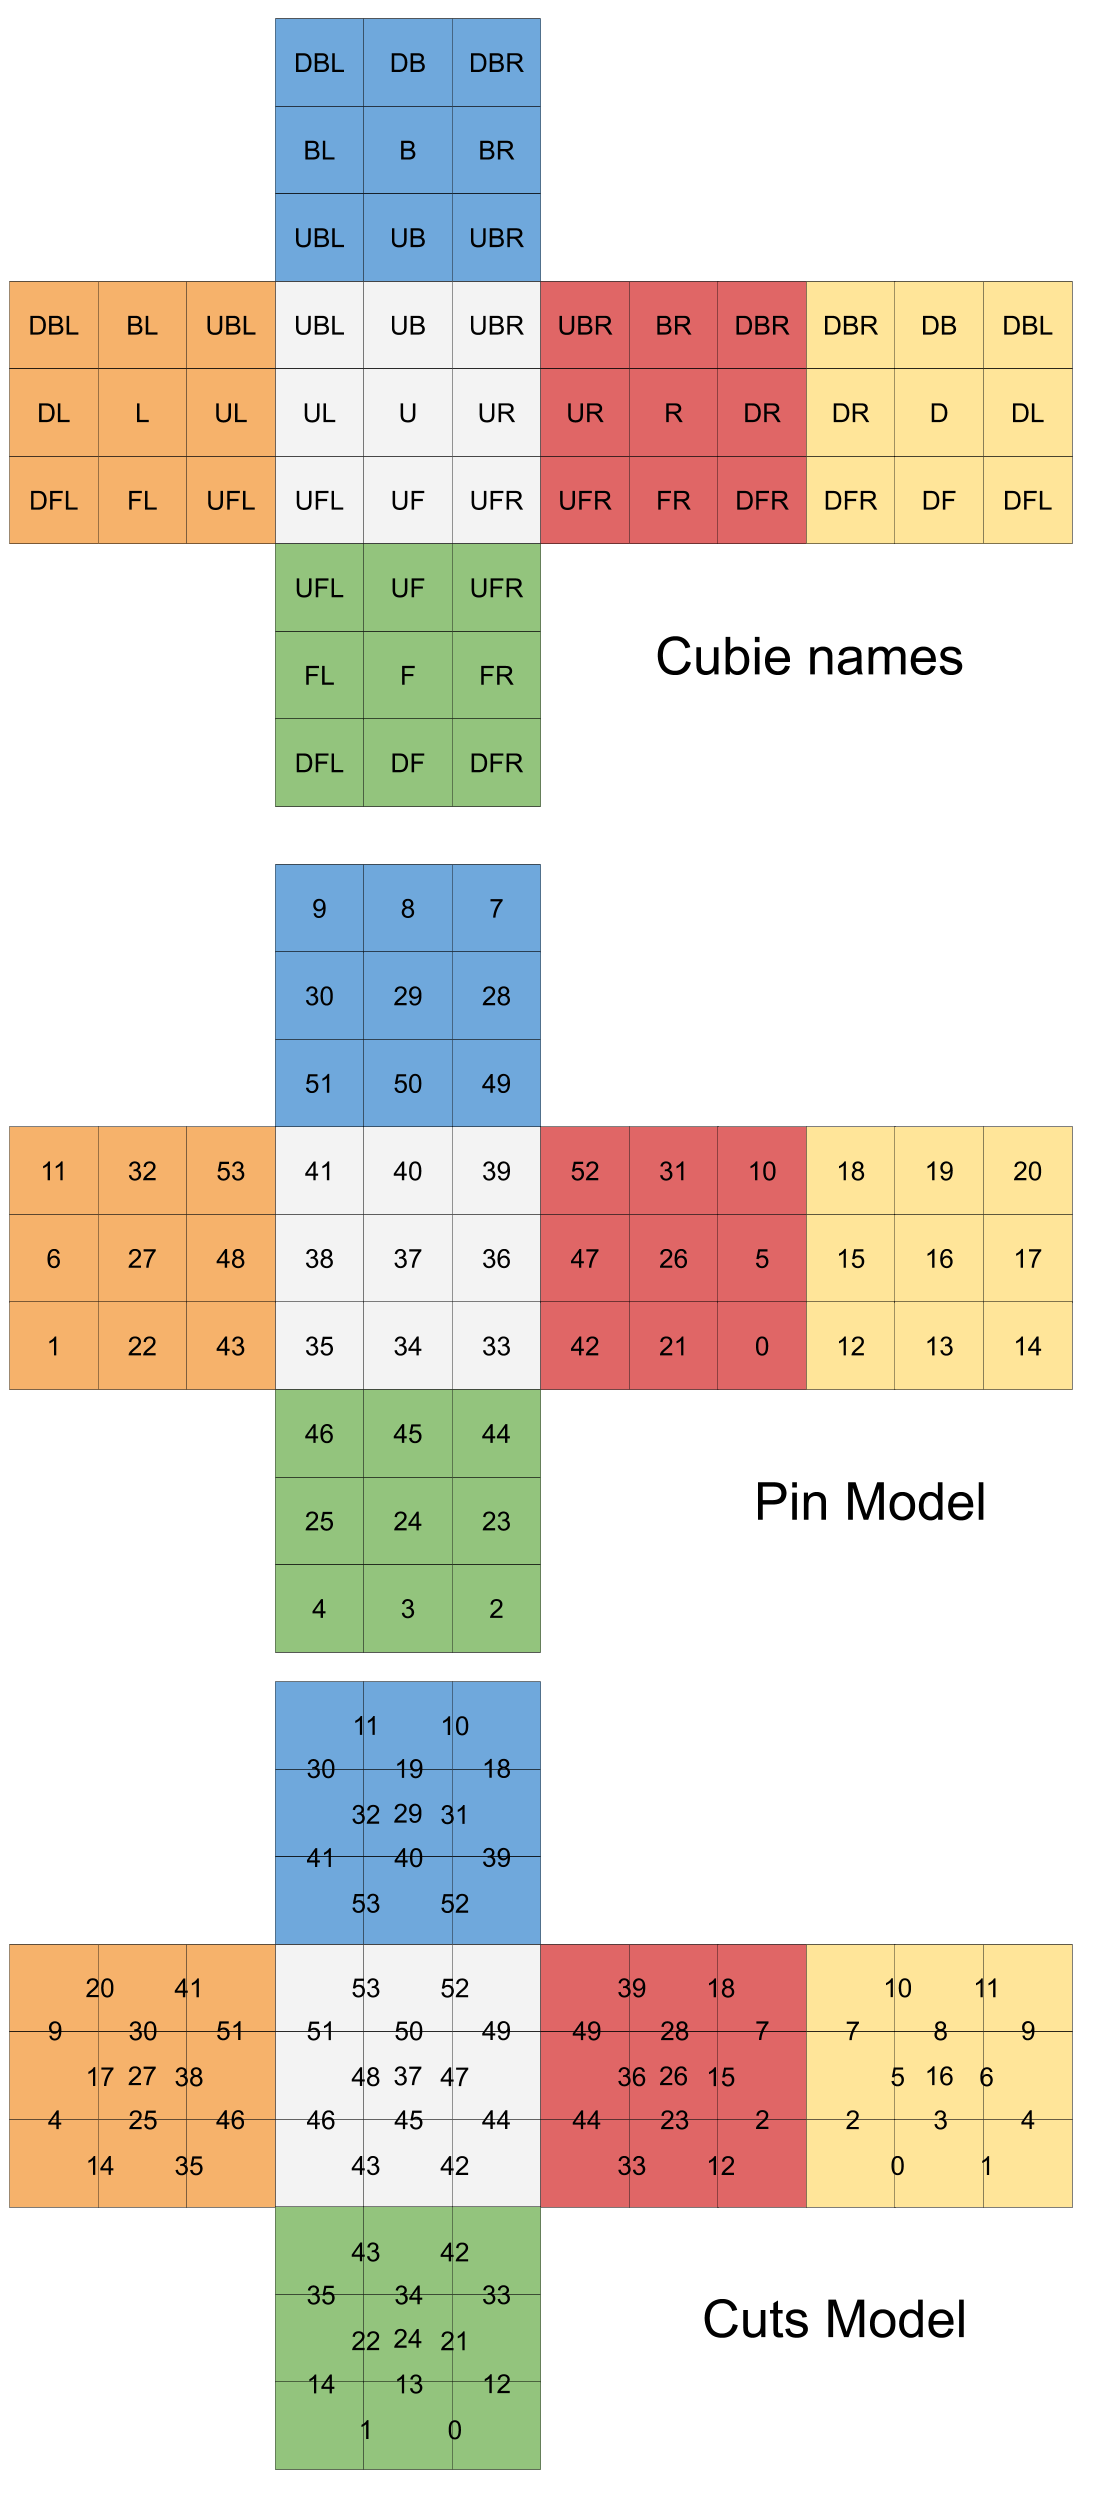 DBL DB DBR
BL B BR
UBL UB UBR
DBL BL UBL UBL UB UBR UBR BR DBR DBR DB DBL
DL L UL UL U UR UR R DR DR D DL
DFL FL UFL UFL UF UFR UFR FR DFR DFR DF DFL
UFL UF UFR
Cubie names
FL F FR
DFL DF DFR
9 8 7
30 29 28
51 50 49
11 32 53 41 40 39 52 31 10 18 19 20
6 27 48 38 37 36 47 26 5 15 16 17
1 22 43 35 34 33 42 21 0 12 13 14
46 45 44
Pin Model
25 24 23
4 3 2
11 10
30 19 18
32 29 31
41 40 39
53 52
20 41 53 52 39 18 10 11
9 30 51 51 50 49 49 28 7 7 8 9
17 27 38 48 37 47 36 26 15 5 16 6
4 25 46 46 45 44 44 23 2 2 3 4
14 35 43 42 33 12 0 1
43 42
35 34 33
Cuts Model
22 24 21
14 13 12
1 0